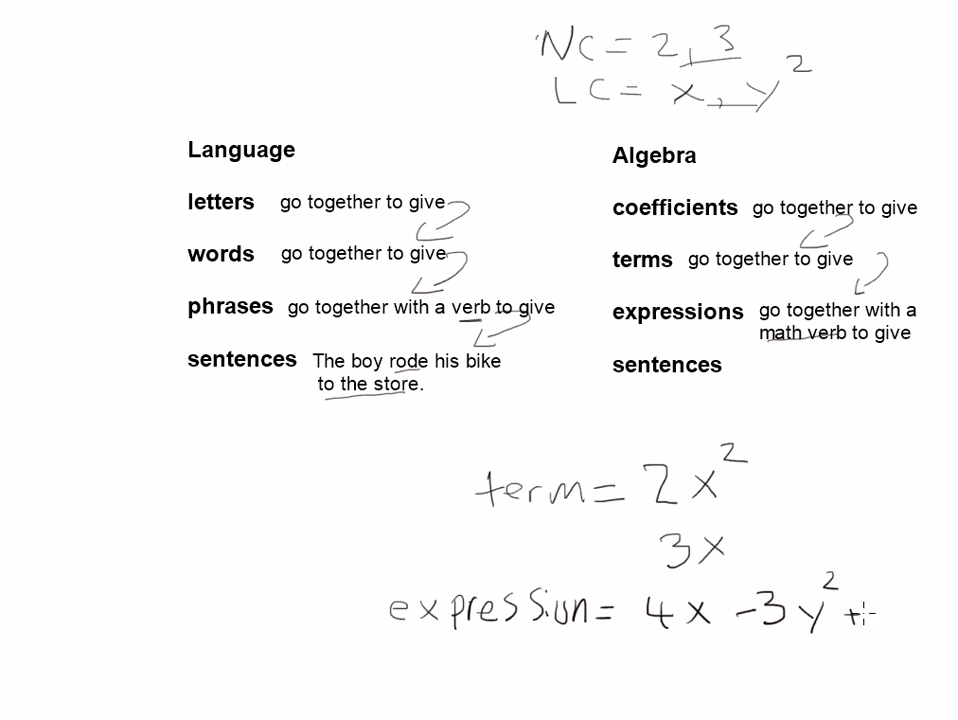 NC = 2, 3
LC = x, y²
Language
letters go together to give
words go together to give
phrases go together with a verb to give
sentences The boy rode his bike
to the store.
Algebra
coefficients go together to give
terms go together to give
expressions go together with a
math verb to give
sentences
term = 2x²
3x
expression = 4x - 3y² +